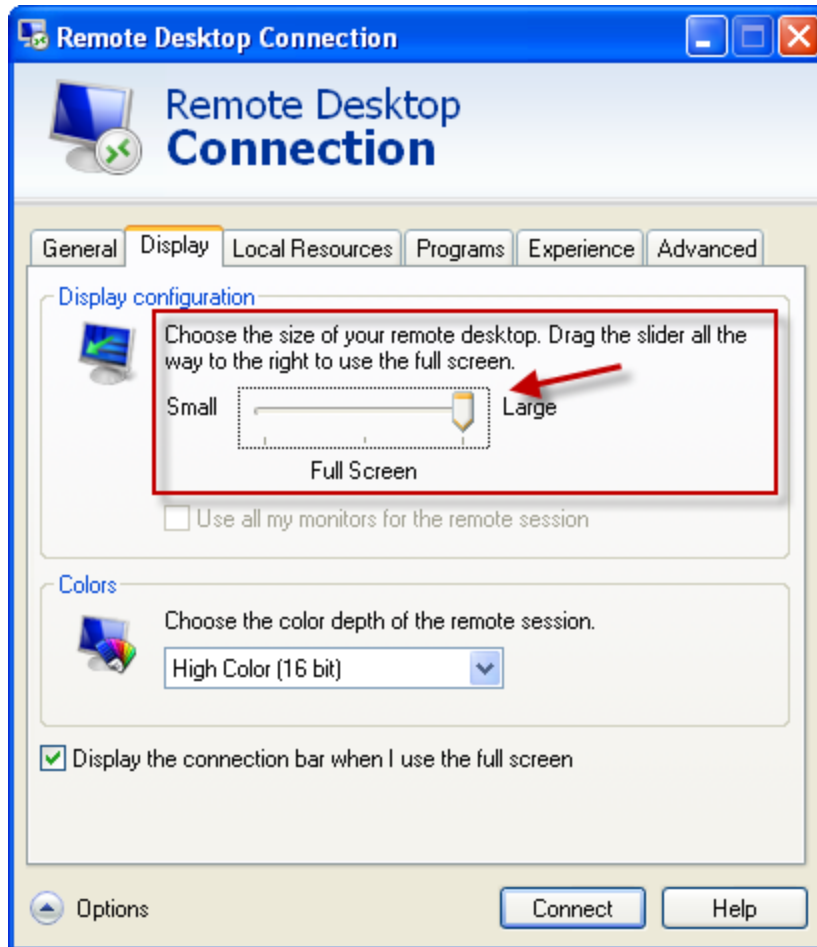 Remote Desktop Connection
Remote Desktop
Connection
General Display Local Resources Programs Experience Advanced
Display configuration
Choose the size of your remote desktop. Drag the slider all the
way to the right to use the full screen.
Small Large
Full Screen
Use all my monitors for the remote session
Colors
Choose the color depth of the remote session.
High Color (16 bit)
Display the connection bar when I use the full screen
Options Connect Help